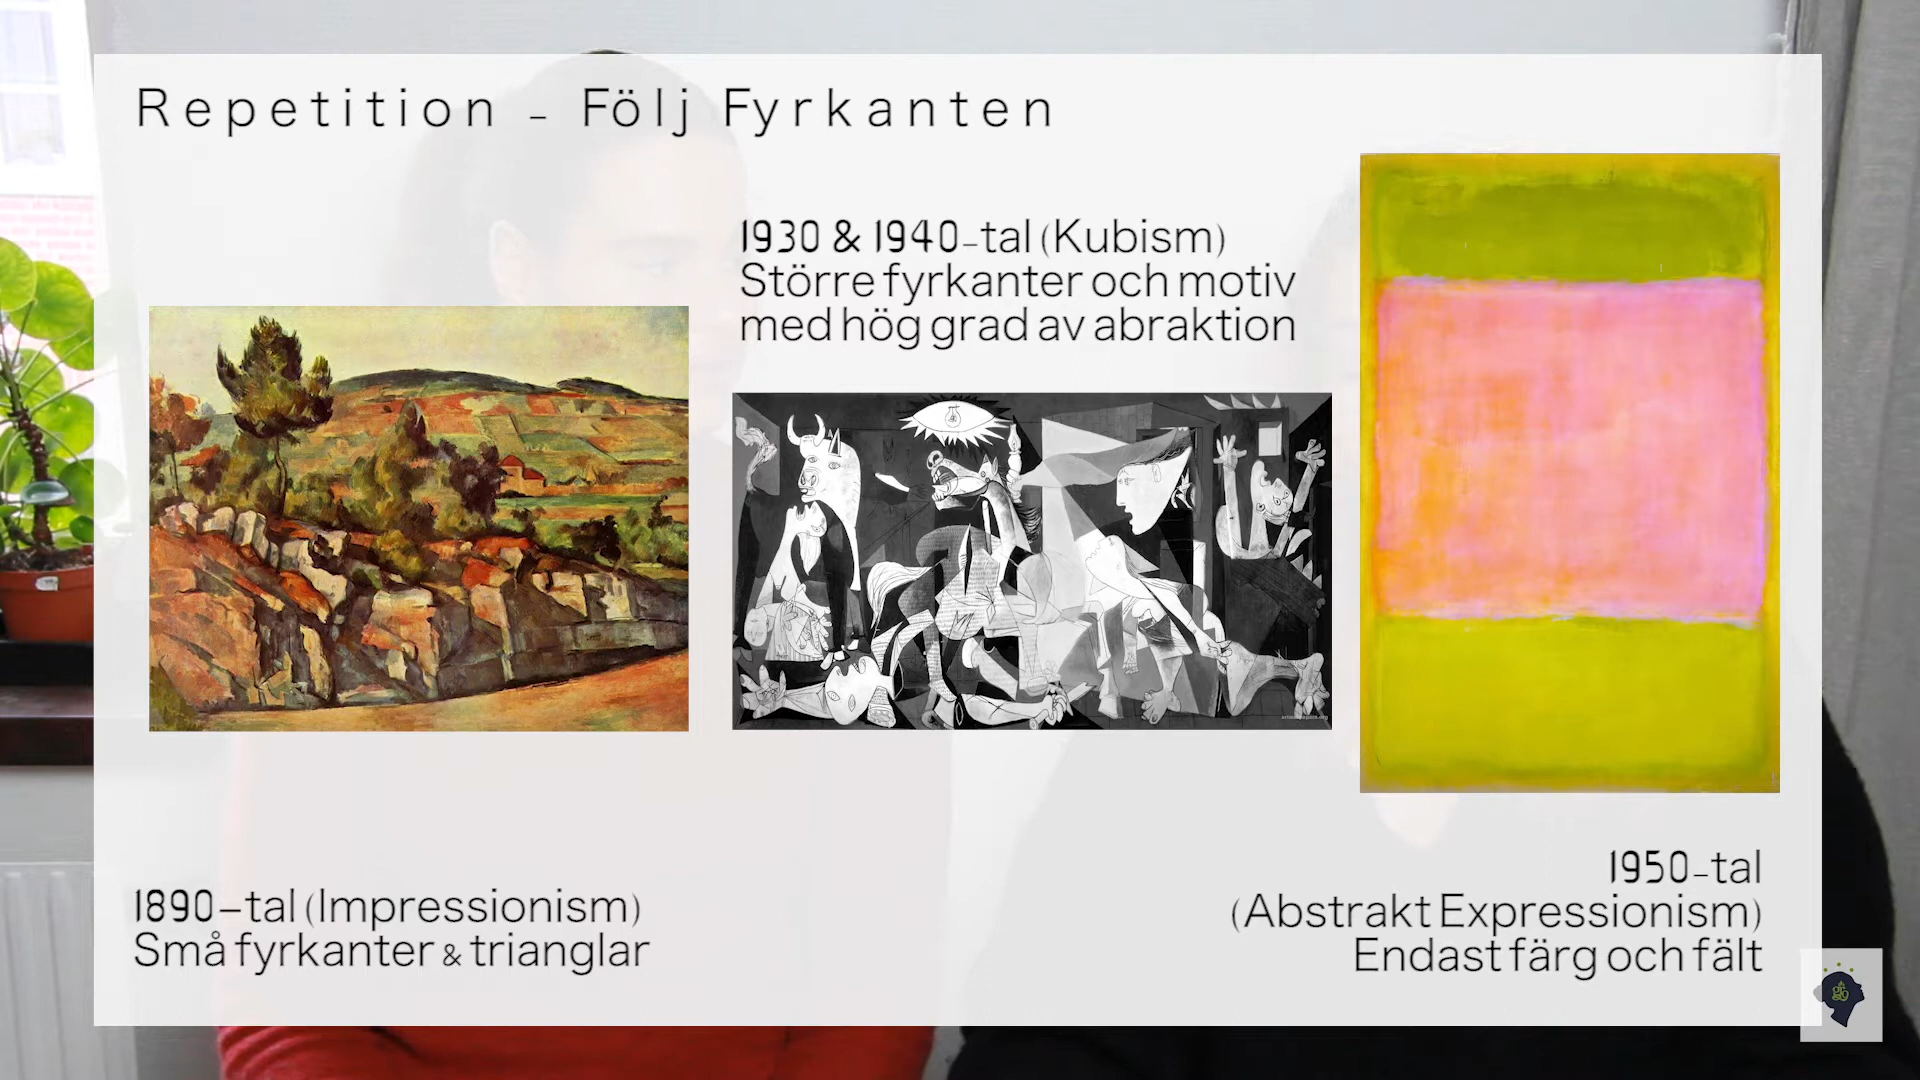 Repetition - Följ Fyrkanten
1930 & 1940-tal (Kubism)
Större fyrkanter och motiv
med hög grad av abraktion
1890-tal (Impressionism)
Små fyrkanter & trianglar
1950-tal
(Abstrakt Expressionism)
Endast färg och fält
gro